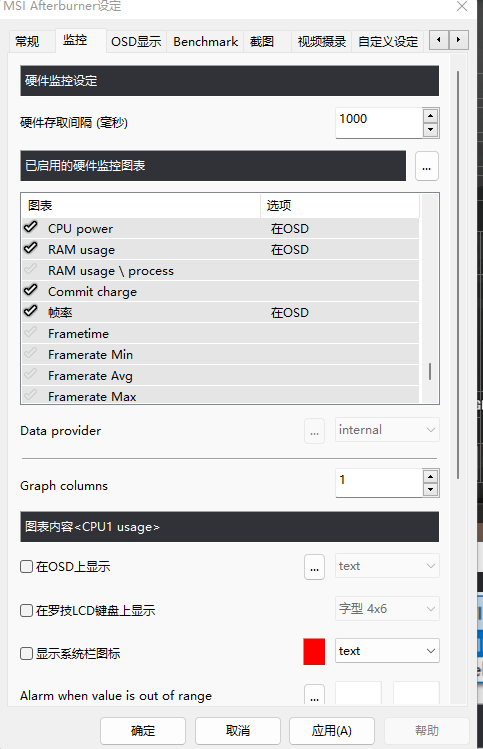 MSI Afterburner设定
常规 监控 OSD显示 Benchmark 截图 视频摄录 自定义设定
硬件监控设定
硬件存取间隔 (毫秒) 1000
已启用的硬件监控图表 ...
图表 选项
CPU power 在OSD
RAM usage 在OSD
RAM usage \ process
Commit charge
帧率 在OSD
Frametime
Framerate Min
Framerate Avg
Framerate Max
Data provider ... internal
Graph columns 1
图表内容<CPU1 usage>
在OSD上显示 ... text
在罗技LCD键盘上显示 字型 4x6
显示系统栏图标 text
Alarm when value is out of range ...
确定 取消 应用(A) 帮助